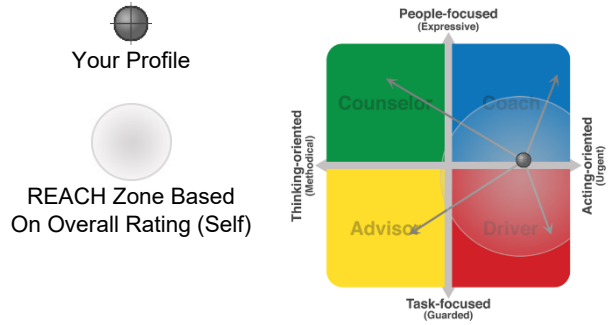 Your Profile
REACH Zone Based
On Overall Rating (Self)
People-focused
(Expressive)
Counselor
Coach
Thinking-oriented
(Methodical)
Acting-oriented
(Urgent)
Advisor
Driver
Task-focused
(Guarded)